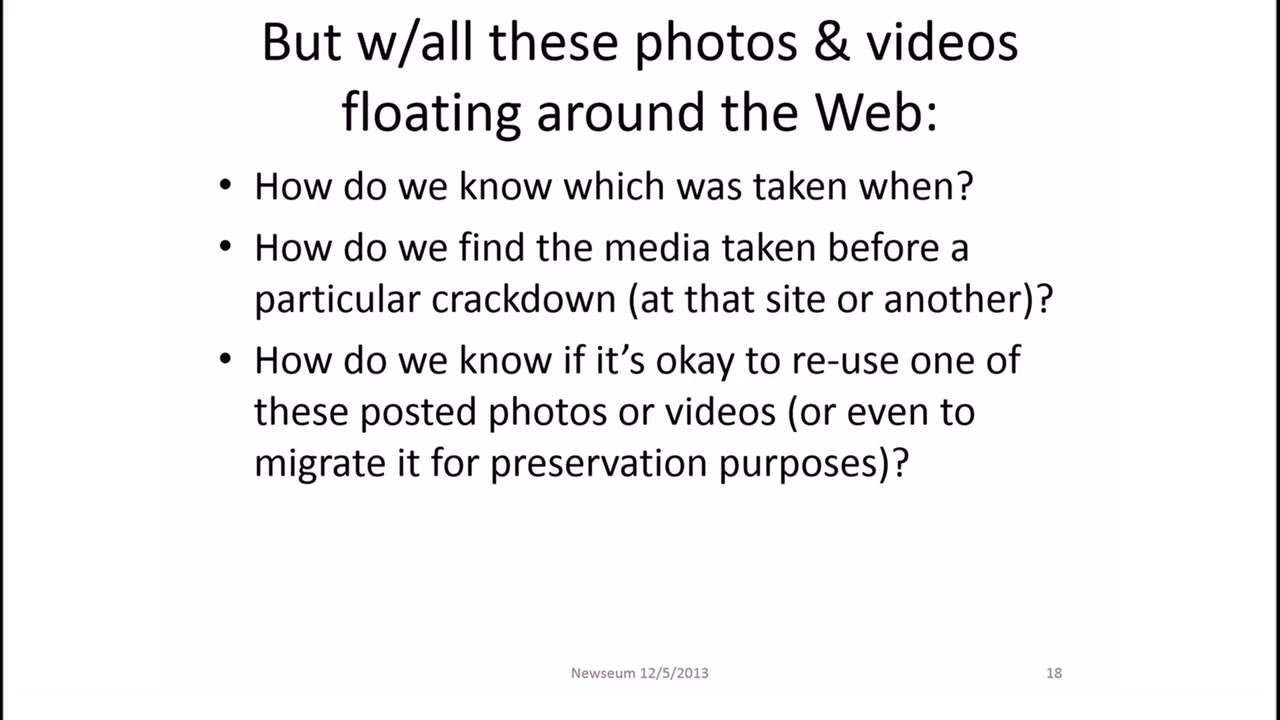 But w/all these photos & videos
floating around the Web:
• How do we know which was taken when?
• How do we find the media taken before a
particular crackdown (at that site or another)?
• How do we know if it’s okay to re-use one of
these posted photos or videos (or even to
migrate it for preservation purposes)?
Newseum 12/5/2013
18